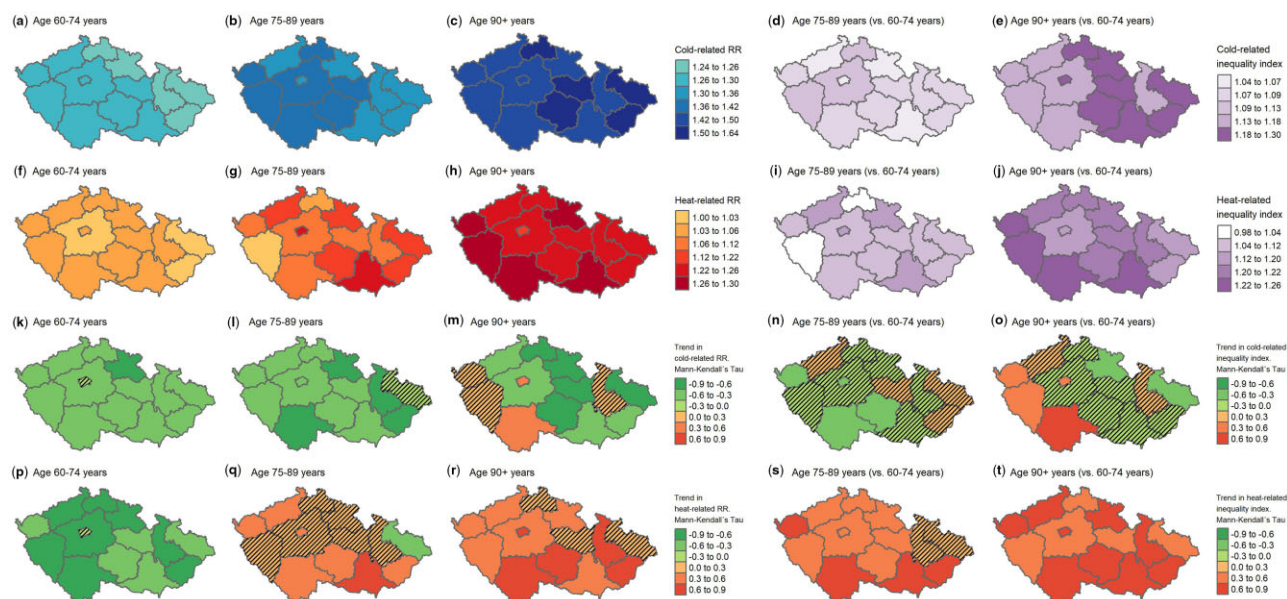 (a) Age 60-74 years
(b) Age 75-89 years
(c) Age 90+ years
Cold-related RR
1.24 to 1.26
1.26 to 1.30
1.30 to 1.36
1.36 to 1.42
1.42 to 1.50
1.50 to 1.64
(d) Age 75-89 years (vs. 60-74 years)
(e) Age 90+ years (vs. 60-74 years)
Cold-related
inequality index
1.04 to 1.07
1.07 to 1.09
1.09 to 1.13
1.13 to 1.18
1.18 to 1.30
(f) Age 60-74 years
(g) Age 75-89 years
(h) Age 90+ years
Heat-related RR
1.00 to 1.03
1.03 to 1.06
1.06 to 1.12
1.12 to 1.22
1.22 to 1.26
1.26 to 1.30
(i) Age 75-89 years (vs. 60-74 years)
(j) Age 90+ years (vs. 60-74 years)
Heat-related
inequality index
0.98 to 1.04
1.04 to 1.12
1.12 to 1.20
1.20 to 1.22
1.22 to 1.26
(k) Age 60-74 years
(l) Age 75-89 years
(m) Age 90+ years
Trend in
cold-related RR.
Mann-Kendall´s Tau
-0.9 to -0.6
-0.6 to -0.3
-0.3 to 0.0
0.0 to 0.3
0.3 to 0.6
0.6 to 0.9
(n) Age 75-89 years (vs. 60-74 years)
(o) Age 90+ years (vs. 60-74 years)
Trend in cold-related
inequality index.
Mann-Kendall´s Tau
-0.9 to -0.6
-0.6 to -0.3
-0.3 to 0.0
0.0 to 0.3
0.3 to 0.6
0.6 to 0.9
(p) Age 60-74 years
(q) Age 75-89 years
(r) Age 90+ years
Trend in
heat-related RR.
Mann-Kendall´s Tau
-0.9 to -0.6
-0.6 to -0.3
-0.3 to 0.0
0.0 to 0.3
0.3 to 0.6
0.6 to 0.9
(s) Age 75-89 years (vs. 60-74 years)
(t) Age 90+ years (vs. 60-74 years)
Trend in heat-related
inequality index.
Mann-Kendall´s Tau
-0.9 to -0.6
-0.6 to -0.3
-0.3 to 0.0
0.0 to 0.3
0.3 to 0.6
0.6 to 0.9